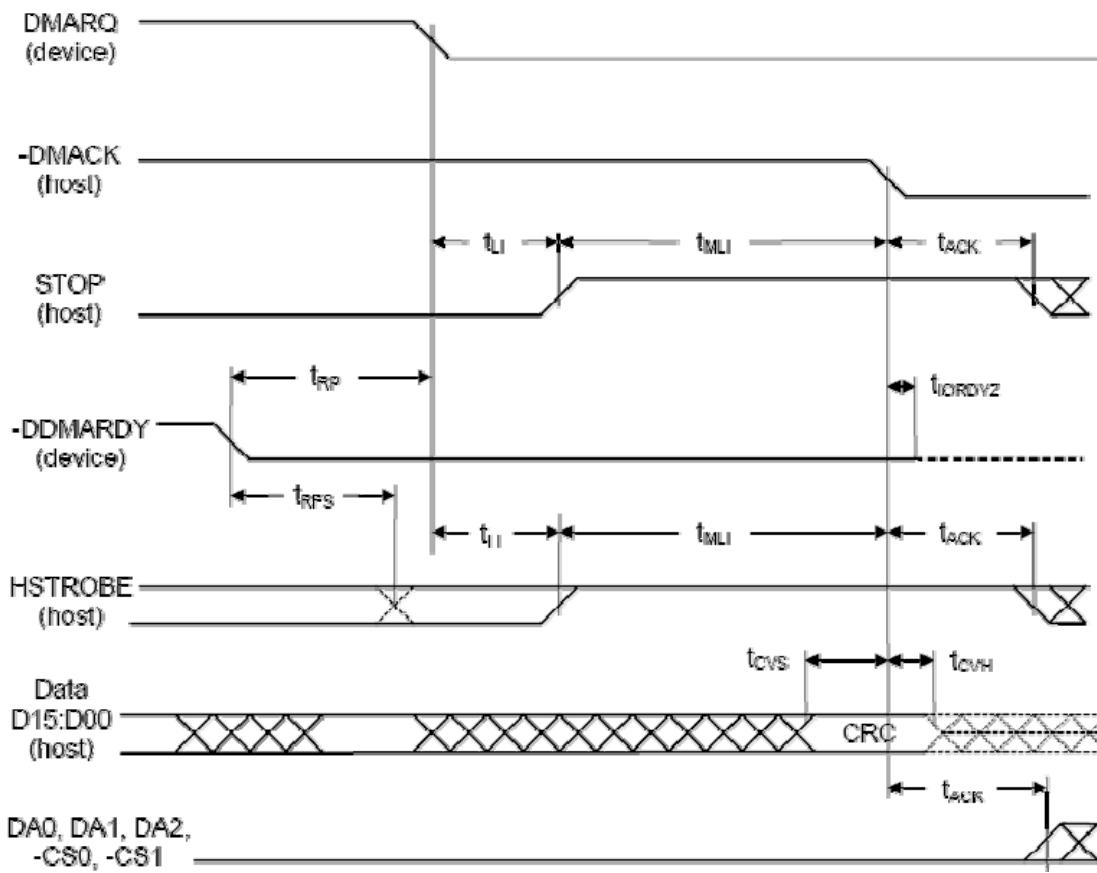 DMARQ
(device)
-DMACK
(host)
tLI
tMLI
tACK
STOP
(host)
tRP
tIORDYZ
-DDMARDY
(device)
tRFS
tLI
tMLI
tACK
HSTROBE
(host)
tCVS
tCVH
Data
D15:D00
(host)
CRC
tACK
DA0, DA1, DA2,
-CS0, -CS1